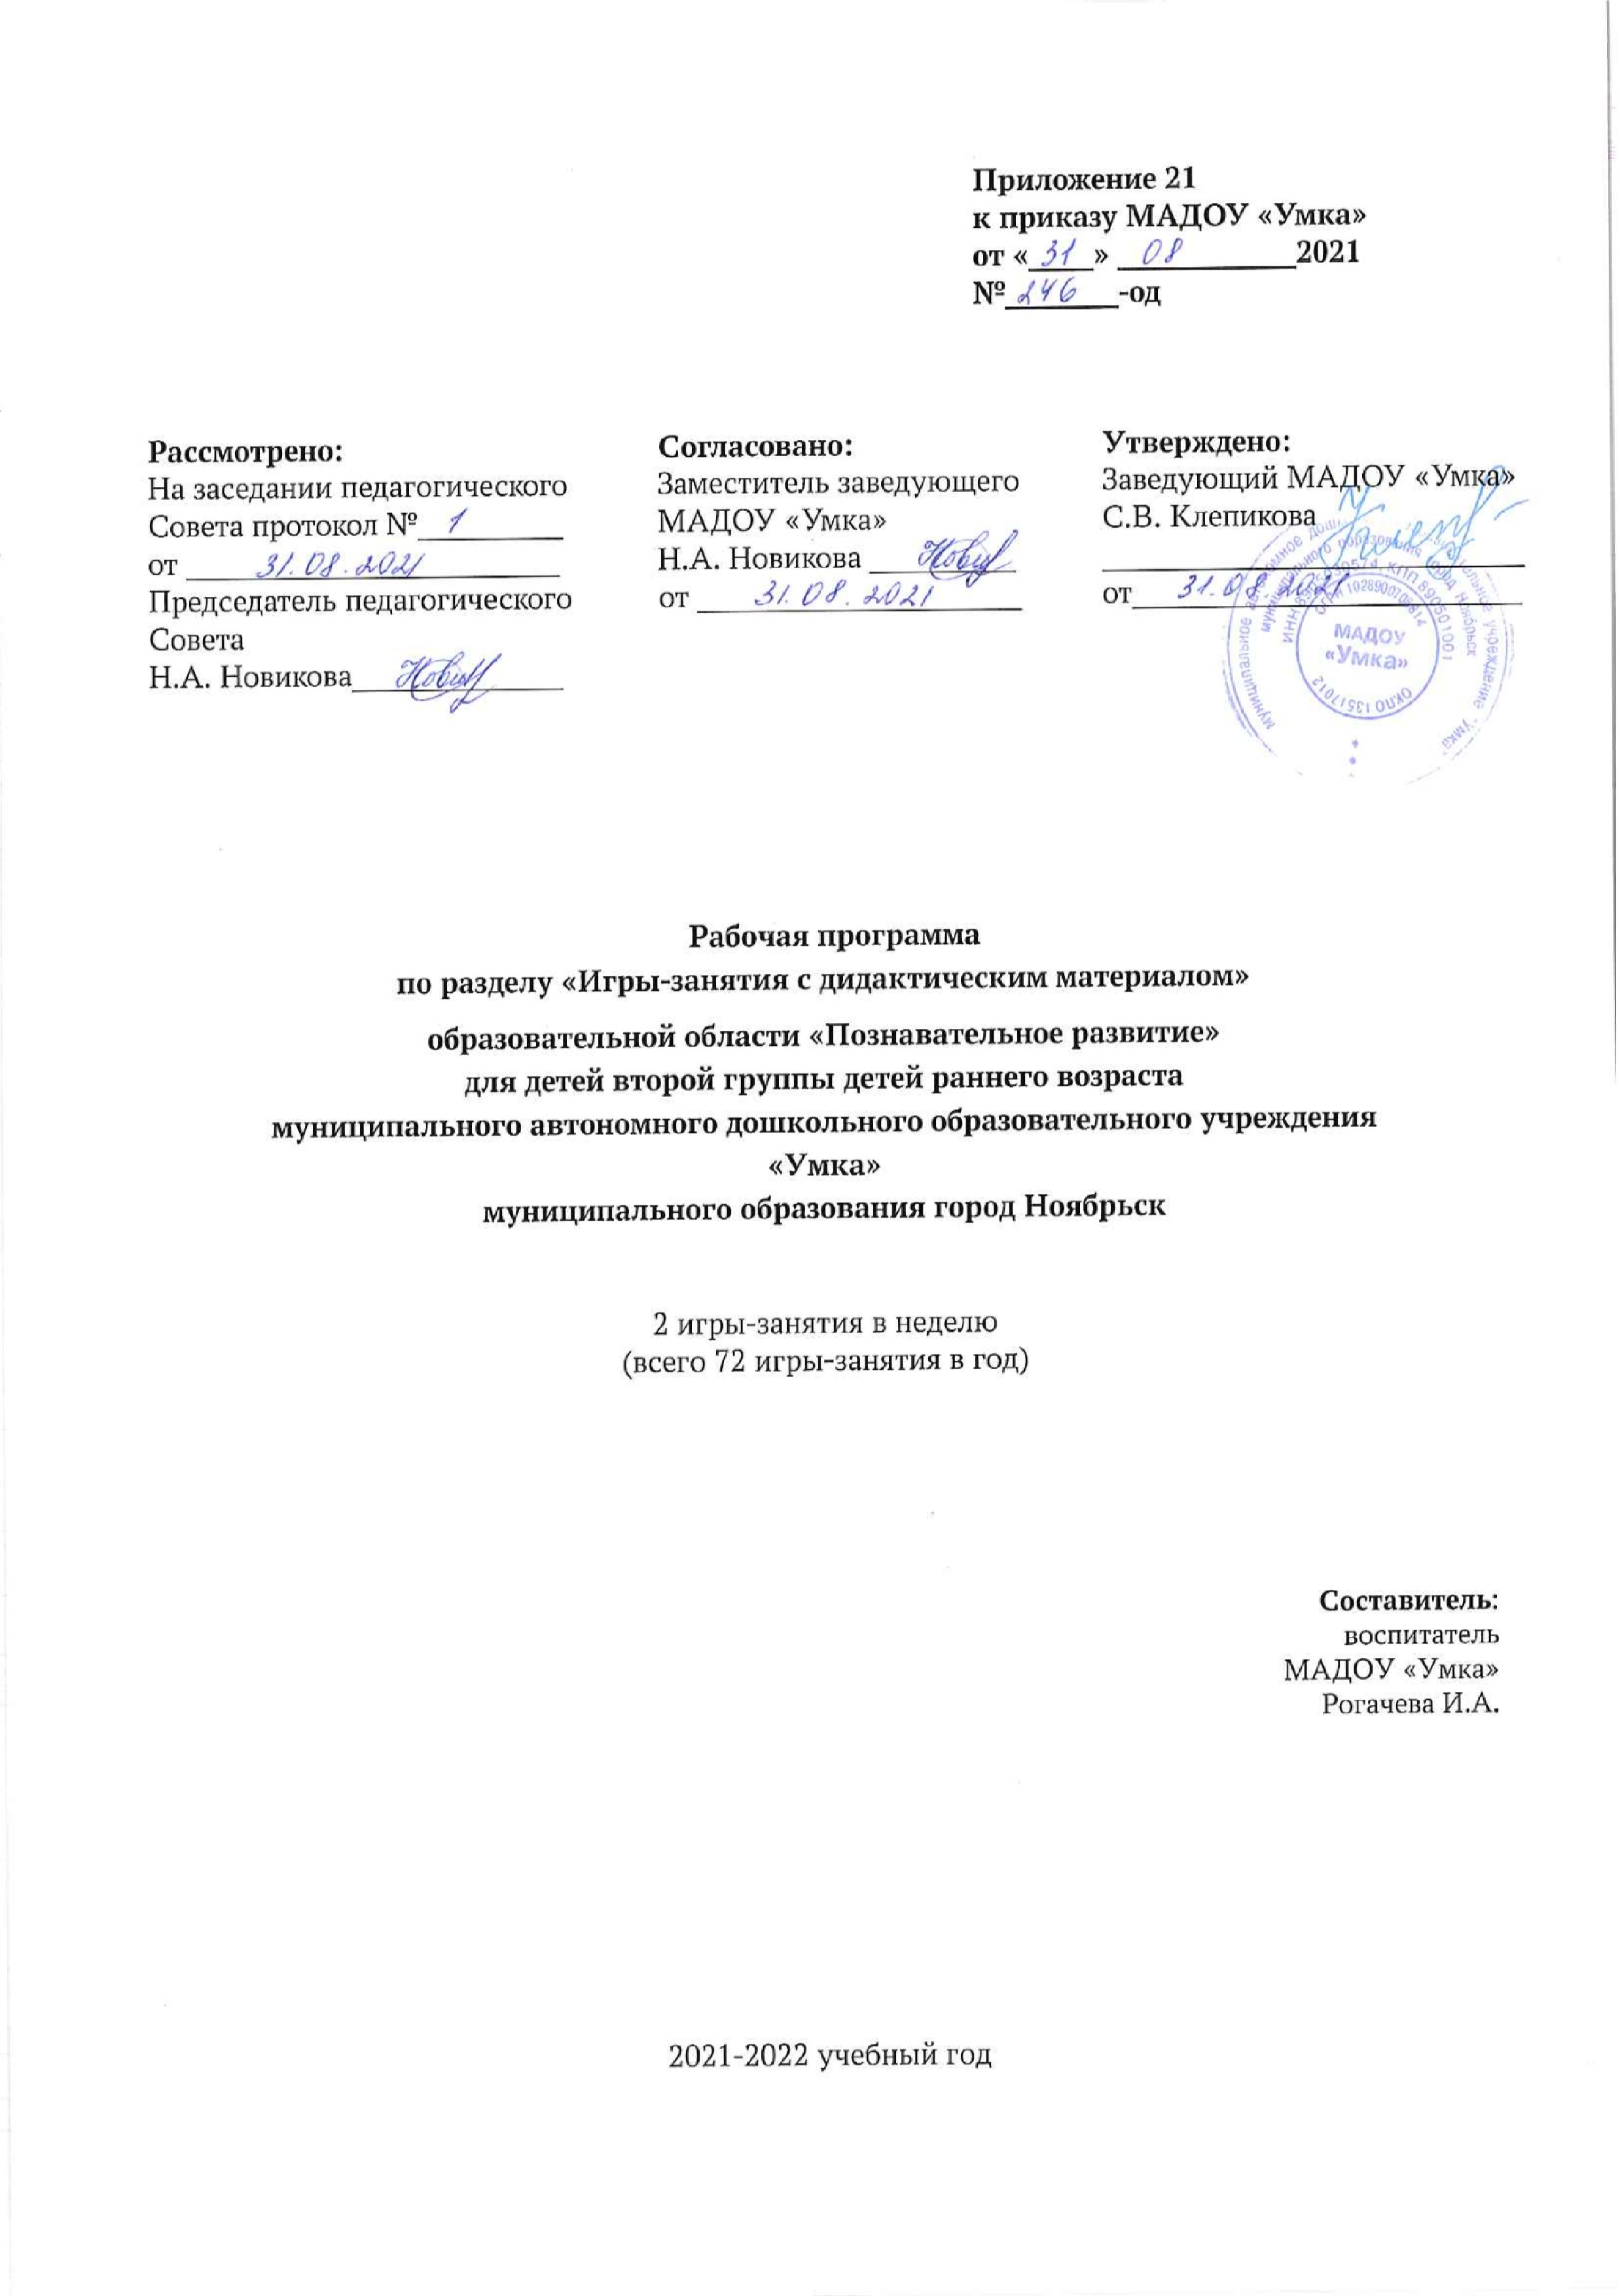 Приложение 21
к приказу МАДОУ «Умка»
от « 31 » 08 2021
№ 246 -од
Рассмотрено:
На заседании педагогического
Совета протокол № 1
от 31.08.2021
Председатель педагогического
Совета
Н.А. Новикова
Согласовано:
Заместитель заведующего
МАДОУ «Умка»
Н.А. Новикова
от 31.08.2021
Утверждено:
Заведующий МАДОУ «Умка»
С.В. Клепикова
от 31.08.2021
МАДОУ
«Умка»
ОКПО 13517012
КПП 890501001
Рабочая программа
по разделу «Игры-занятия с дидактическим материалом»
образовательной области «Познавательное развитие»
для детей второй группы детей раннего возраста
муниципального автономного дошкольного образовательного учреждения
«Умка»
муниципального образования город Ноябрьск
2 игры-занятия в неделю
(всего 72 игры-занятия в год)
Составитель:
воспитатель
МАДОУ «Умка»
Рогачева И.А.
2021-2022 учебный год